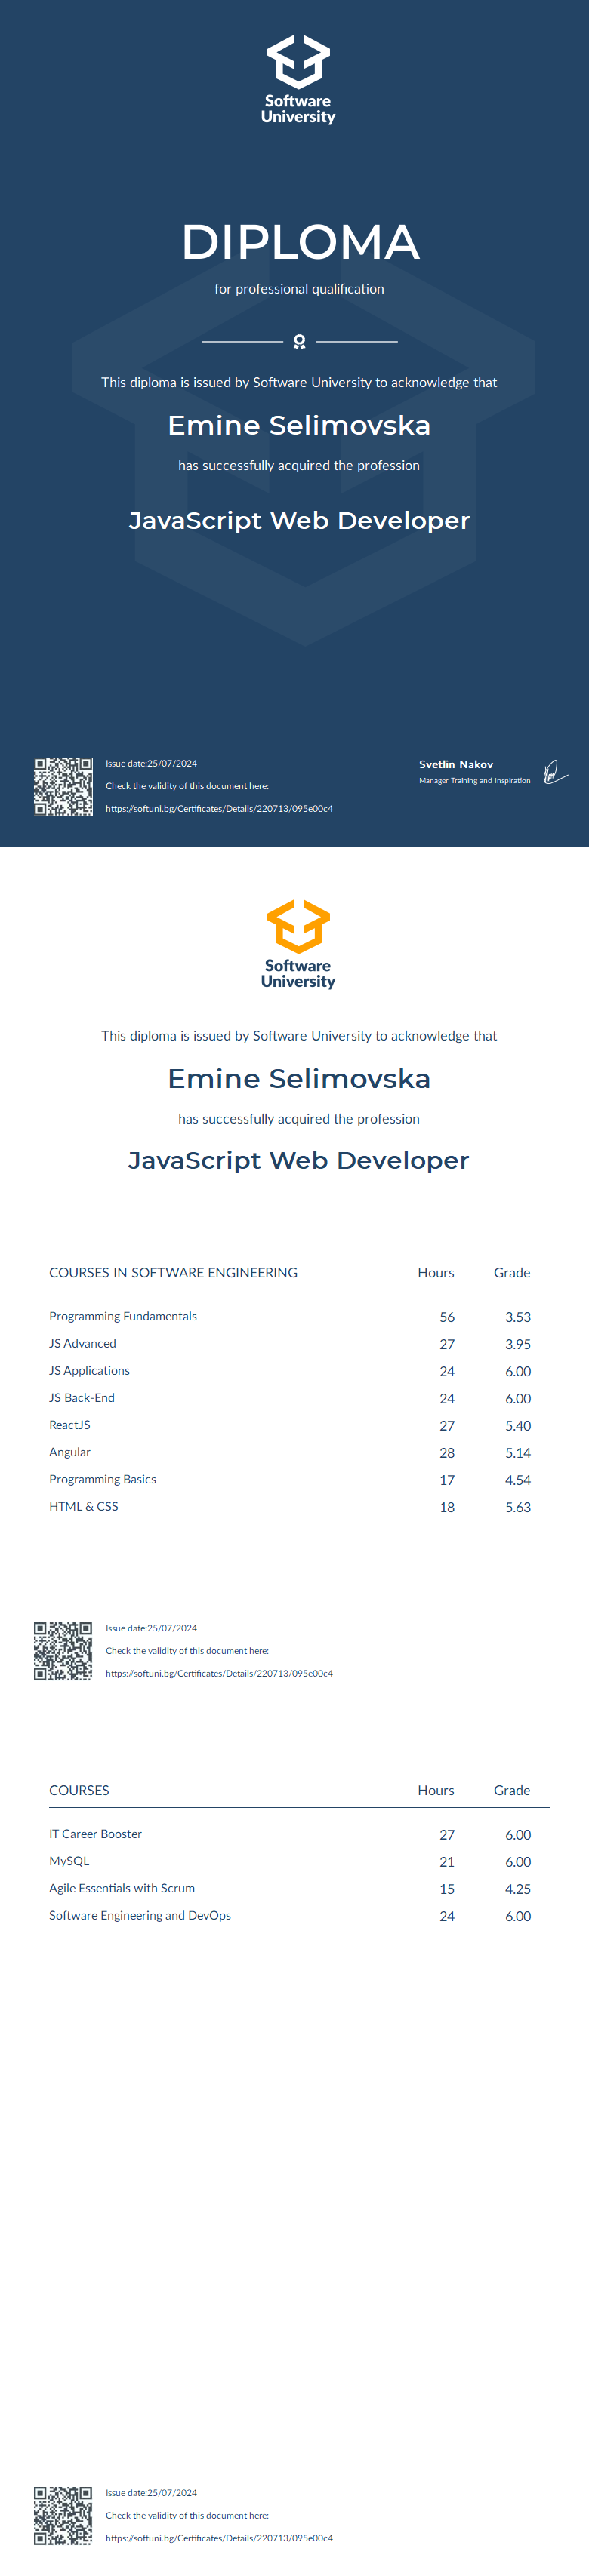 Software
University
DIPLOMA
for professional qualification
This diploma is issued by Software University to acknowledge that
Emine Selimovska
has successfully acquired the profession
JavaScript Web Developer
Issue date:25/07/2024
Check the validity of this document here:
https://softuni.bg/Certificates/Details/220713/095e00c4
Svetlin Nakov
Manager Training and Inspiration
Software
University
This diploma is issued by Software University to acknowledge that
Emine Selimovska
has successfully acquired the profession
JavaScript Web Developer
COURSES IN SOFTWARE ENGINEERING Hours Grade
Programming Fundamentals 56 3.53
JS Advanced 27 3.95
JS Applications 24 6.00
JS Back-End 24 6.00
ReactJS 27 5.40
Angular 28 5.14
Programming Basics 17 4.54
HTML & CSS 18 5.63
Issue date:25/07/2024
Check the validity of this document here:
https://softuni.bg/Certificates/Details/220713/095e00c4
COURSES Hours Grade
IT Career Booster 27 6.00
MySQL 21 6.00
Agile Essentials with Scrum 15 4.25
Software Engineering and DevOps 24 6.00
Issue date:25/07/2024
Check the validity of this document here:
https://softuni.bg/Certificates/Details/220713/095e00c4